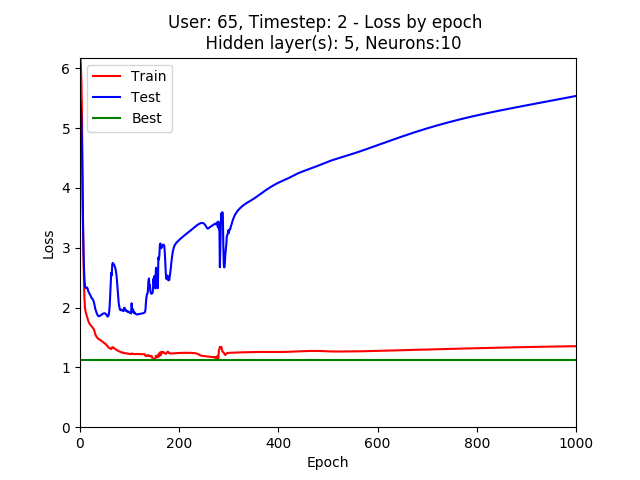 User: 65, Timestep: 2 - Loss by epoch
Hidden layer(s): 5, Neurons:10
Train
Test
Best
Loss
6
5
4
3
2
1
0
0 200 400 600 800 1000
Epoch